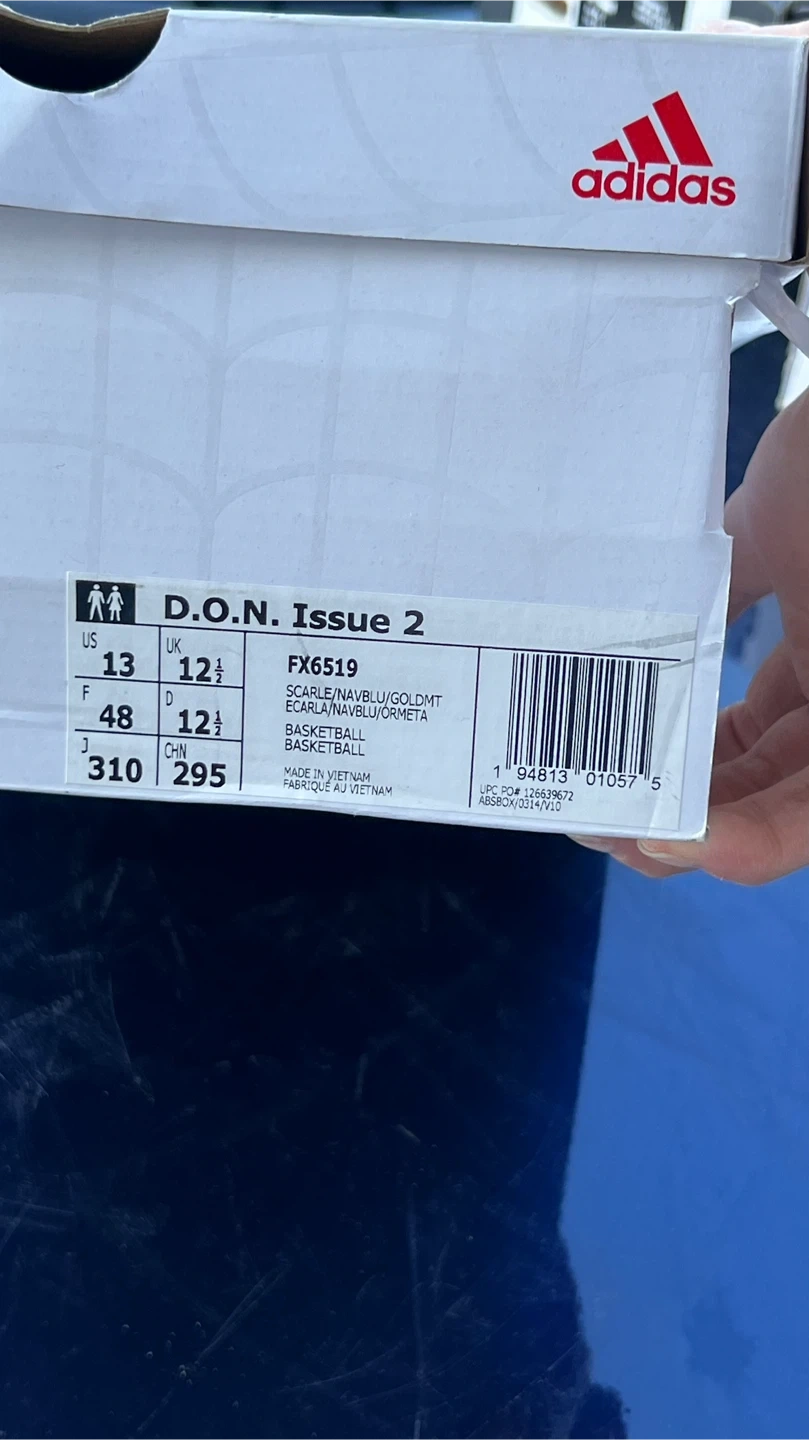 adidas
D.O.N. Issue 2
US 13
UK 12½
F 48
D 12½
J 310
CHN 295
FX6519
SCARLE/NAVBLU/GOLDMT
ECARLA/NAVBLU/ORMETA
BASKETBALL
BASKETBALL
MADE IN VIETNAM
FABRIQUÉ AU VIETNAM
1 94813 01057 5
UPC PO# 126639672
ABSBOX/0314/V10